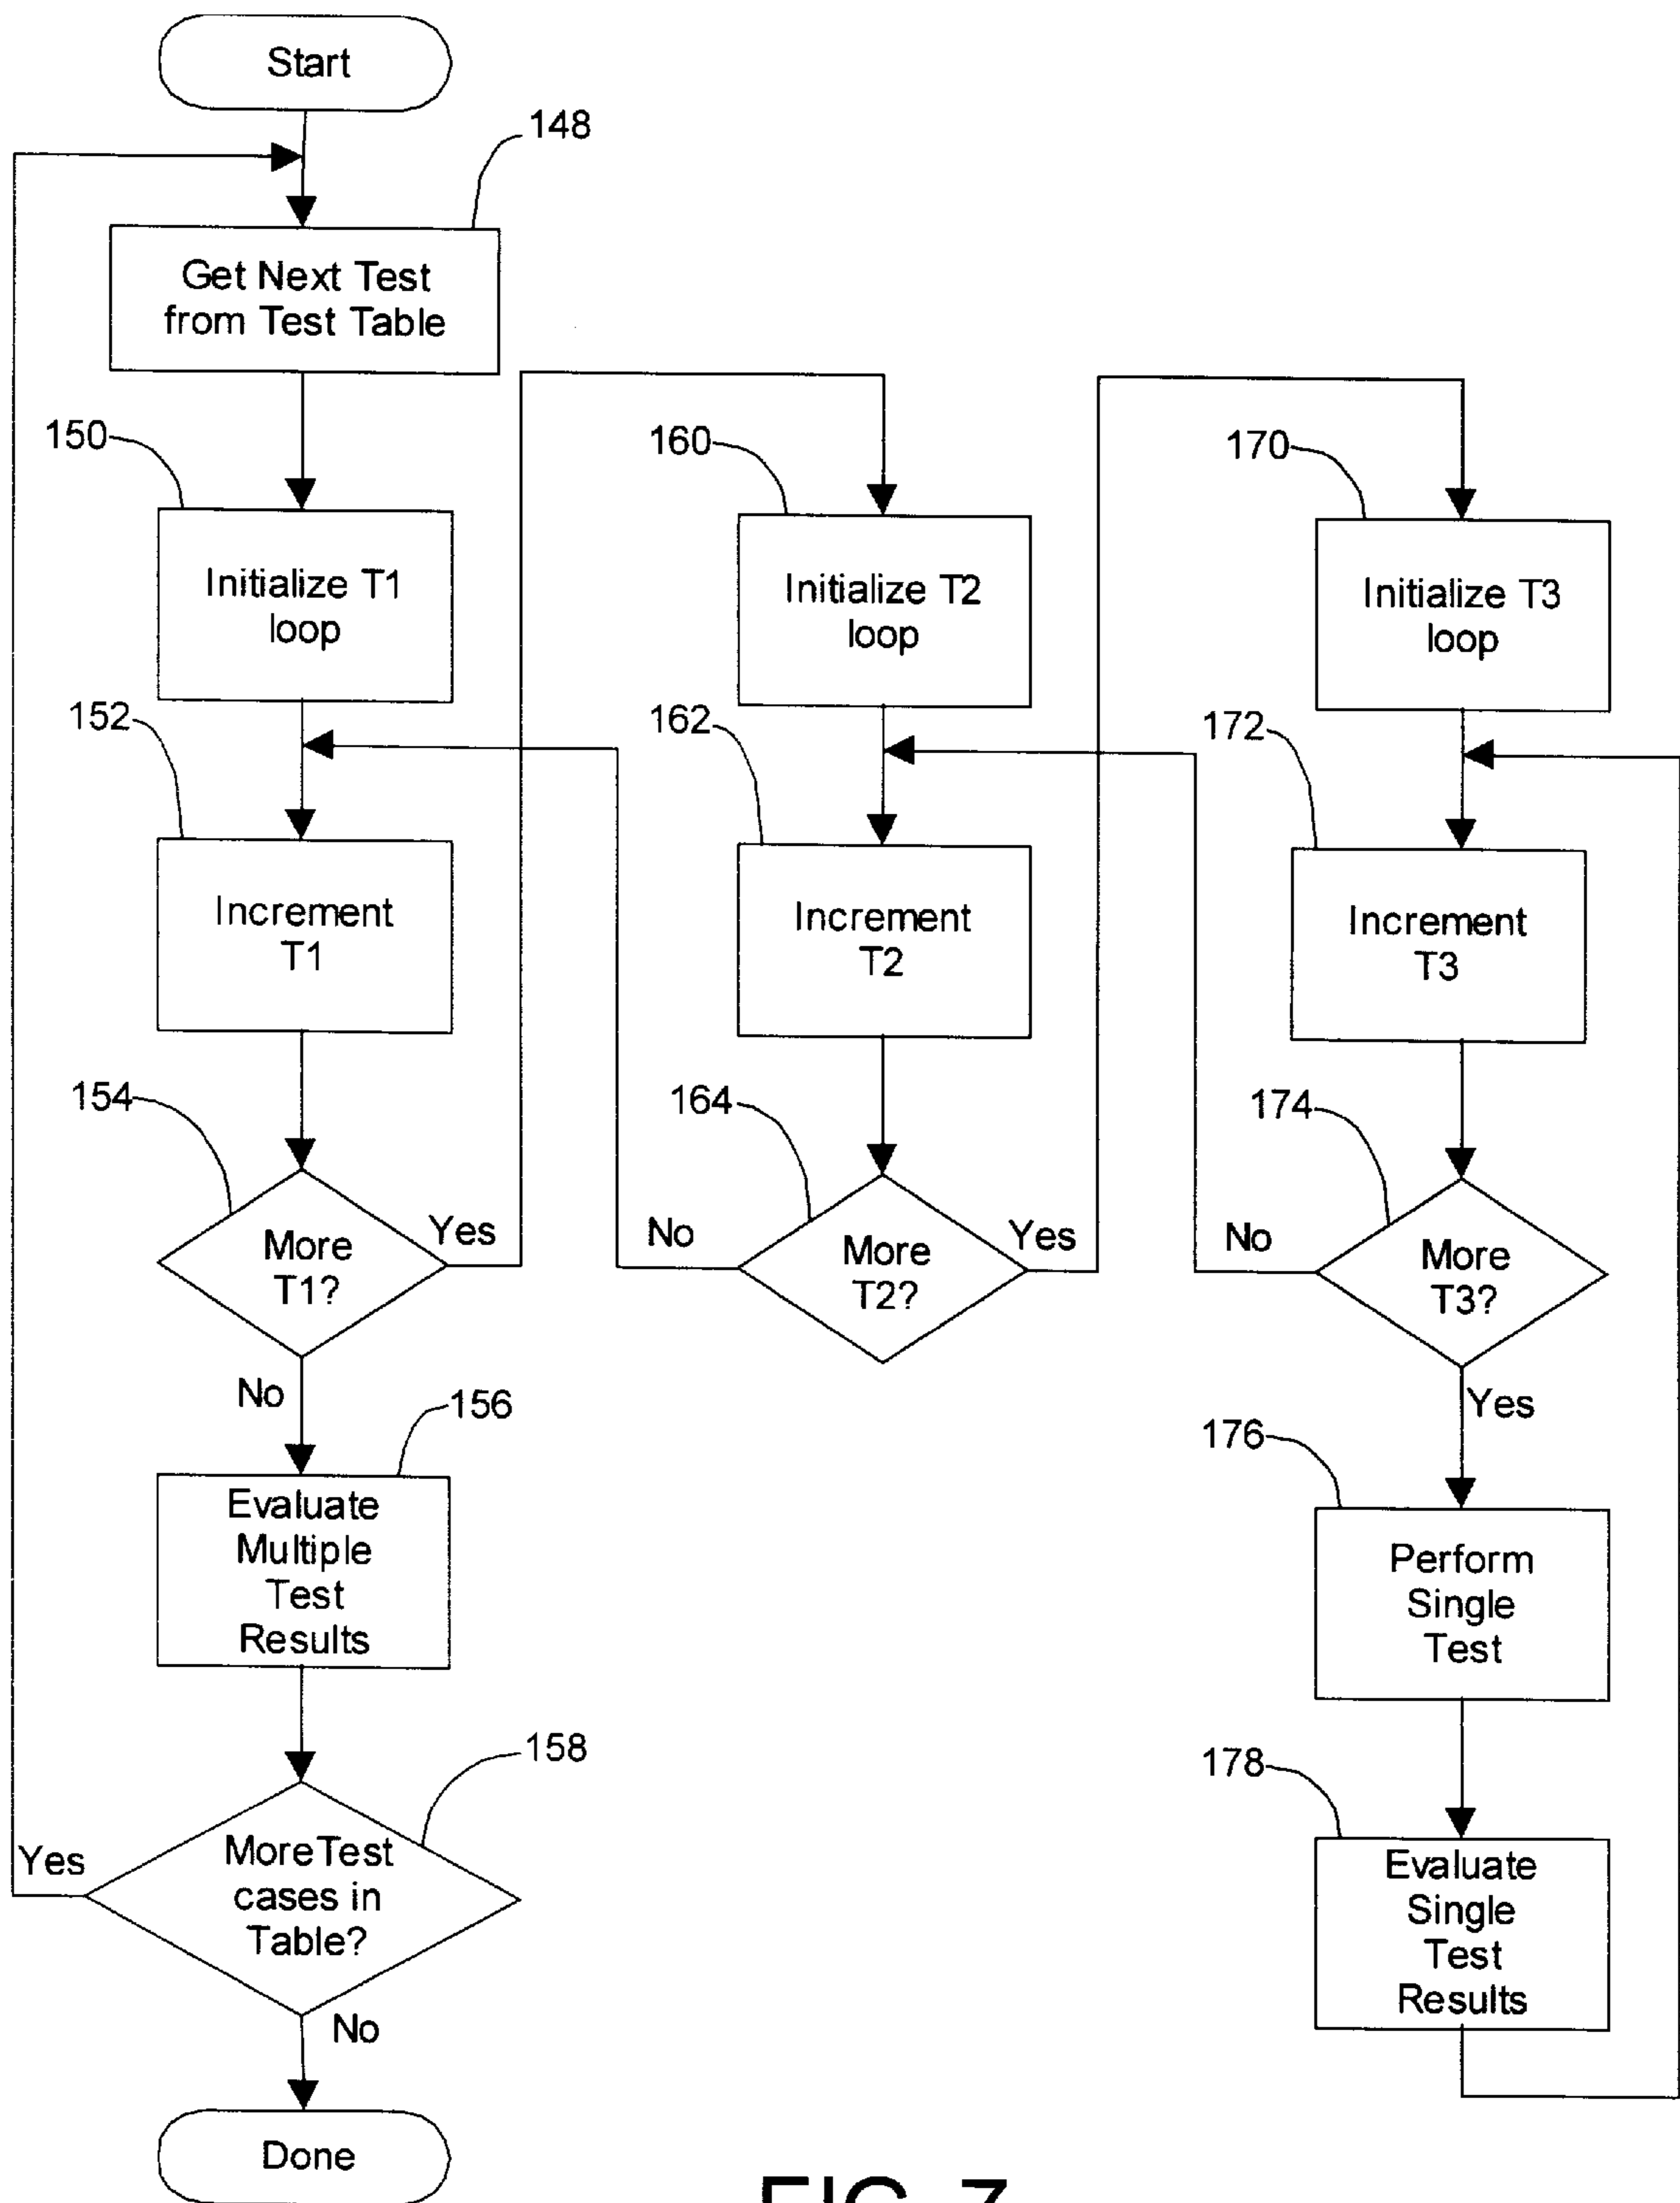 Start
148
Get Next Test
from Test Table
150
Initialize T1
loop
152
Increment
T1
154
More
T1?
Yes
No
156
Evaluate
Multiple
Test
Results
158
MoreTest
cases in
Table?
Yes
No
Done
160
Initialize T2
loop
162
Increment
T2
164
More
T2?
No
Yes
170
Initialize T3
loop
172
Increment
T3
174
More
T3?
No
Yes
176
Perform
Single
Test
178
Evaluate
Single
Test
Results
FIG. 7